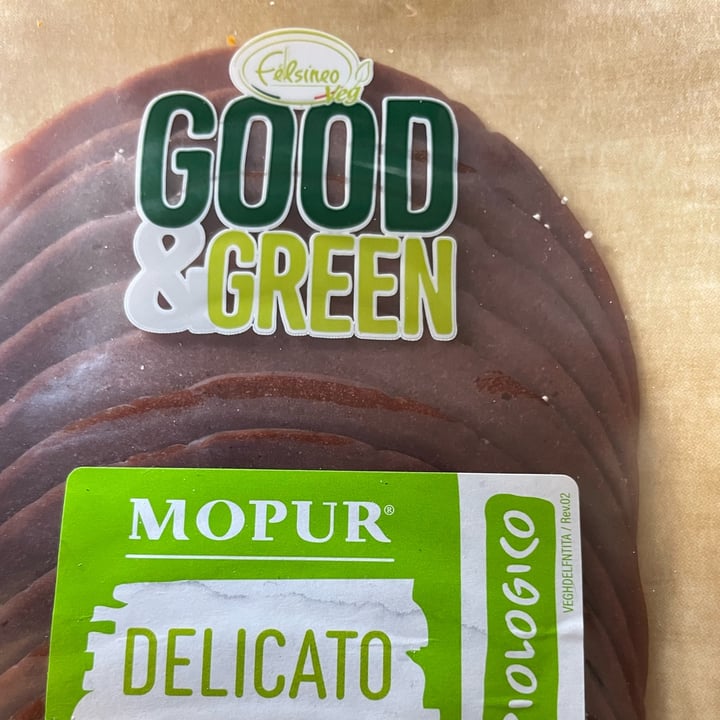 Felsineo
veg
GOOD
&GREEN
MOPUR®
DELICATO
BIOLOGICO
VEGHDELFNTITA / Rev.02